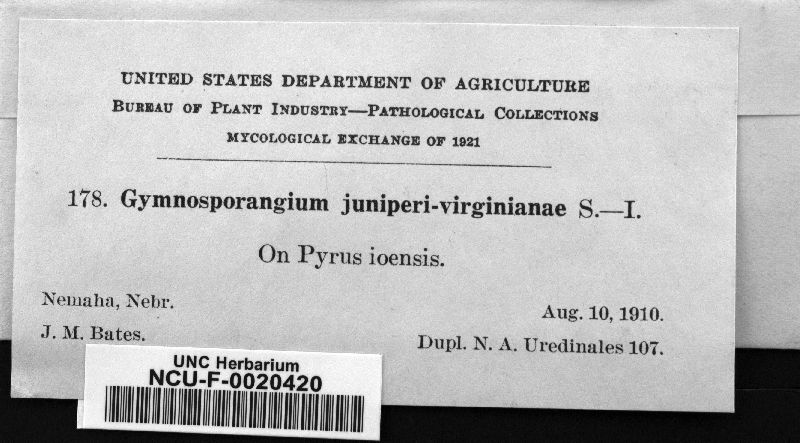 UNITED STATES DEPARTMENT OF AGRICULTURE
BUREAU OF PLANT INDUSTRY—PATHOLOGICAL COLLECTIONS
MYCOLOGICAL EXCHANGE OF 1921
178. Gymnosporangium juniperi-virginianae S.—I.
On Pyrus ioensis.
Nemaha, Nebr.
Aug. 10, 1910.
J. M. Bates.
Dupl. N. A. Uredinales 107.
UNC Herbarium
NCU-F-0020420